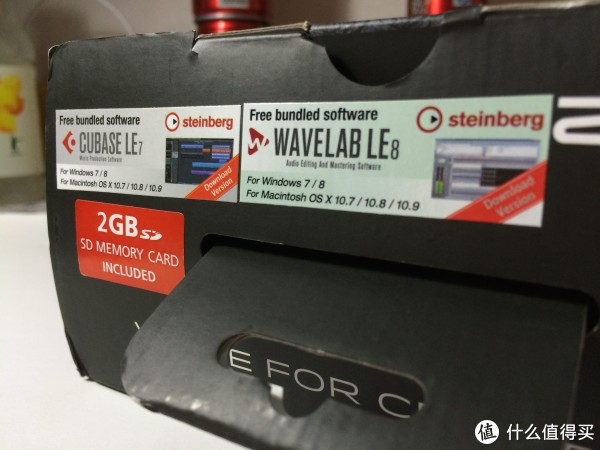 Free bundled software
steinberg
CUBASE LE7
Music Production Software
For Windows 7 / 8
For Macintosh OS X 10.7 / 10.8 / 10.9
Download
Version
Free bundled software
steinberg
WAVELAB LE8
Audio Editing And Mastering Software
For Windows 7 / 8
For Macintosh OS X 10.7 / 10.8 / 10.9
Download
Version
2GB SD
SD MEMORY CARD
INCLUDED
E FOR C
值 什么值得买